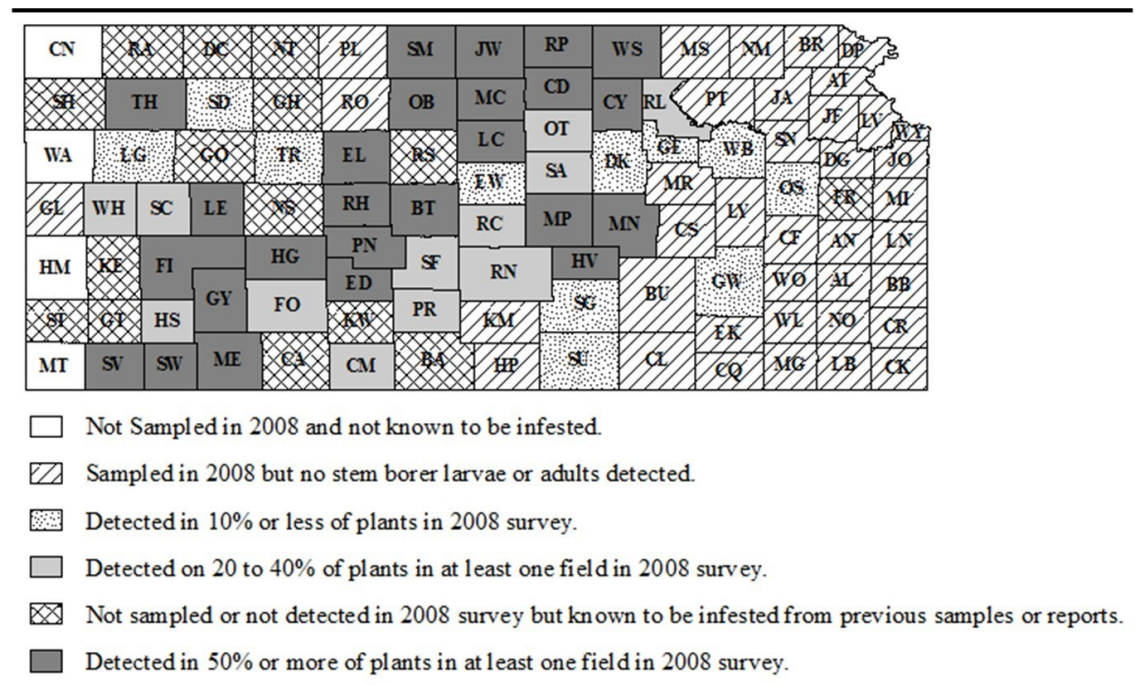 CN RA DC NT PL SM JW RP WS MS NM BR DP
SH TH SD GH RO OB MC CD CY RL PT JA AT
OT JF LV WY
WA LG GO TR EL RS LC DK GE WB SN DG JO
EW SA MR OS FR MI
GL WH SC LE NS RH BT RC MP MN CS LY
CF AN LN
HM KE FI HG PN SF RN HV
GY FO ED SG BU GW WO AL BB
ST GT HS KW PR KM EK WL NO CR
MT SV SW ME CA CM BA HP SU CL CQ MG LB CK
Not Sampled in 2008 and not known to be infested.
Sampled in 2008 but no stem borer larvae or adults detected.
Detected in 10% or less of plants in 2008 survey.
Detected on 20 to 40% of plants in at least one field in 2008 survey.
Not sampled or not detected in 2008 survey but known to be infested from previous samples or reports.
Detected in 50% or more of plants in at least one field in 2008 survey.